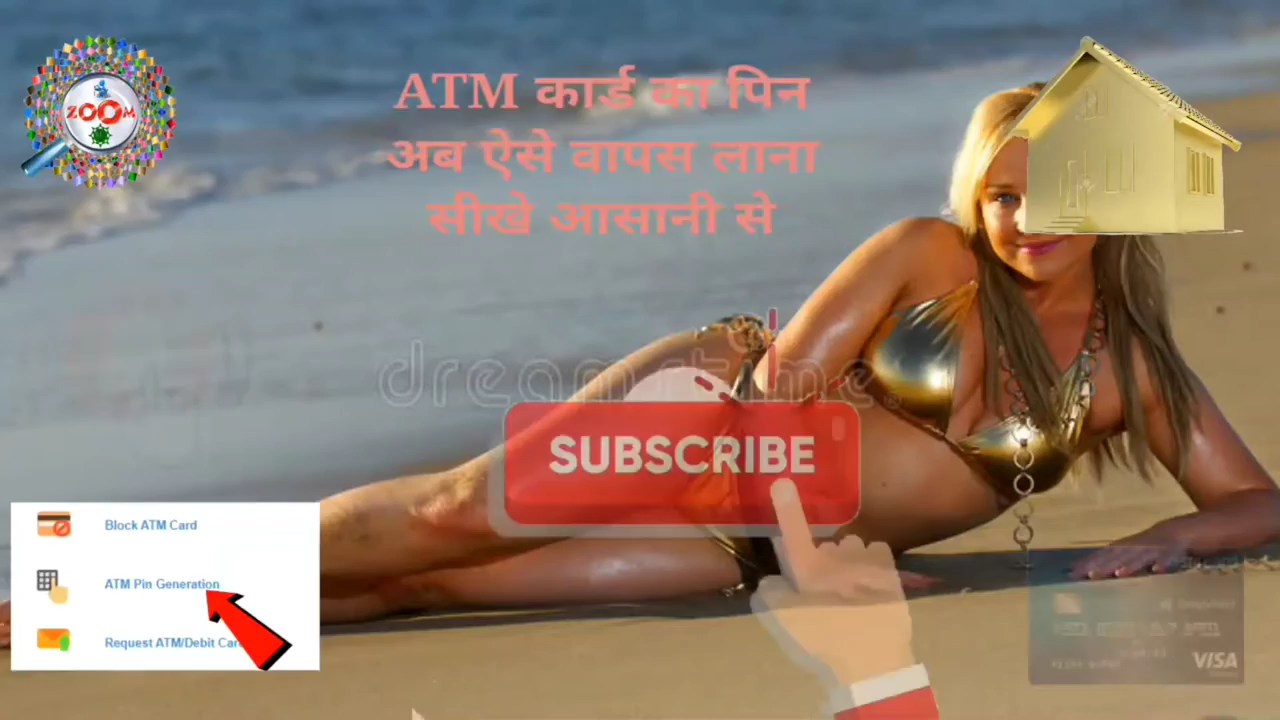 ZOOM
ATM कार्ड का पिन
अब ऐसे वापस लाना
सीखे आसानी से
dreamstime.
SUBSCRIBE
Block ATM Card
ATM Pin Generation
Request ATM/Debit Card
VISA